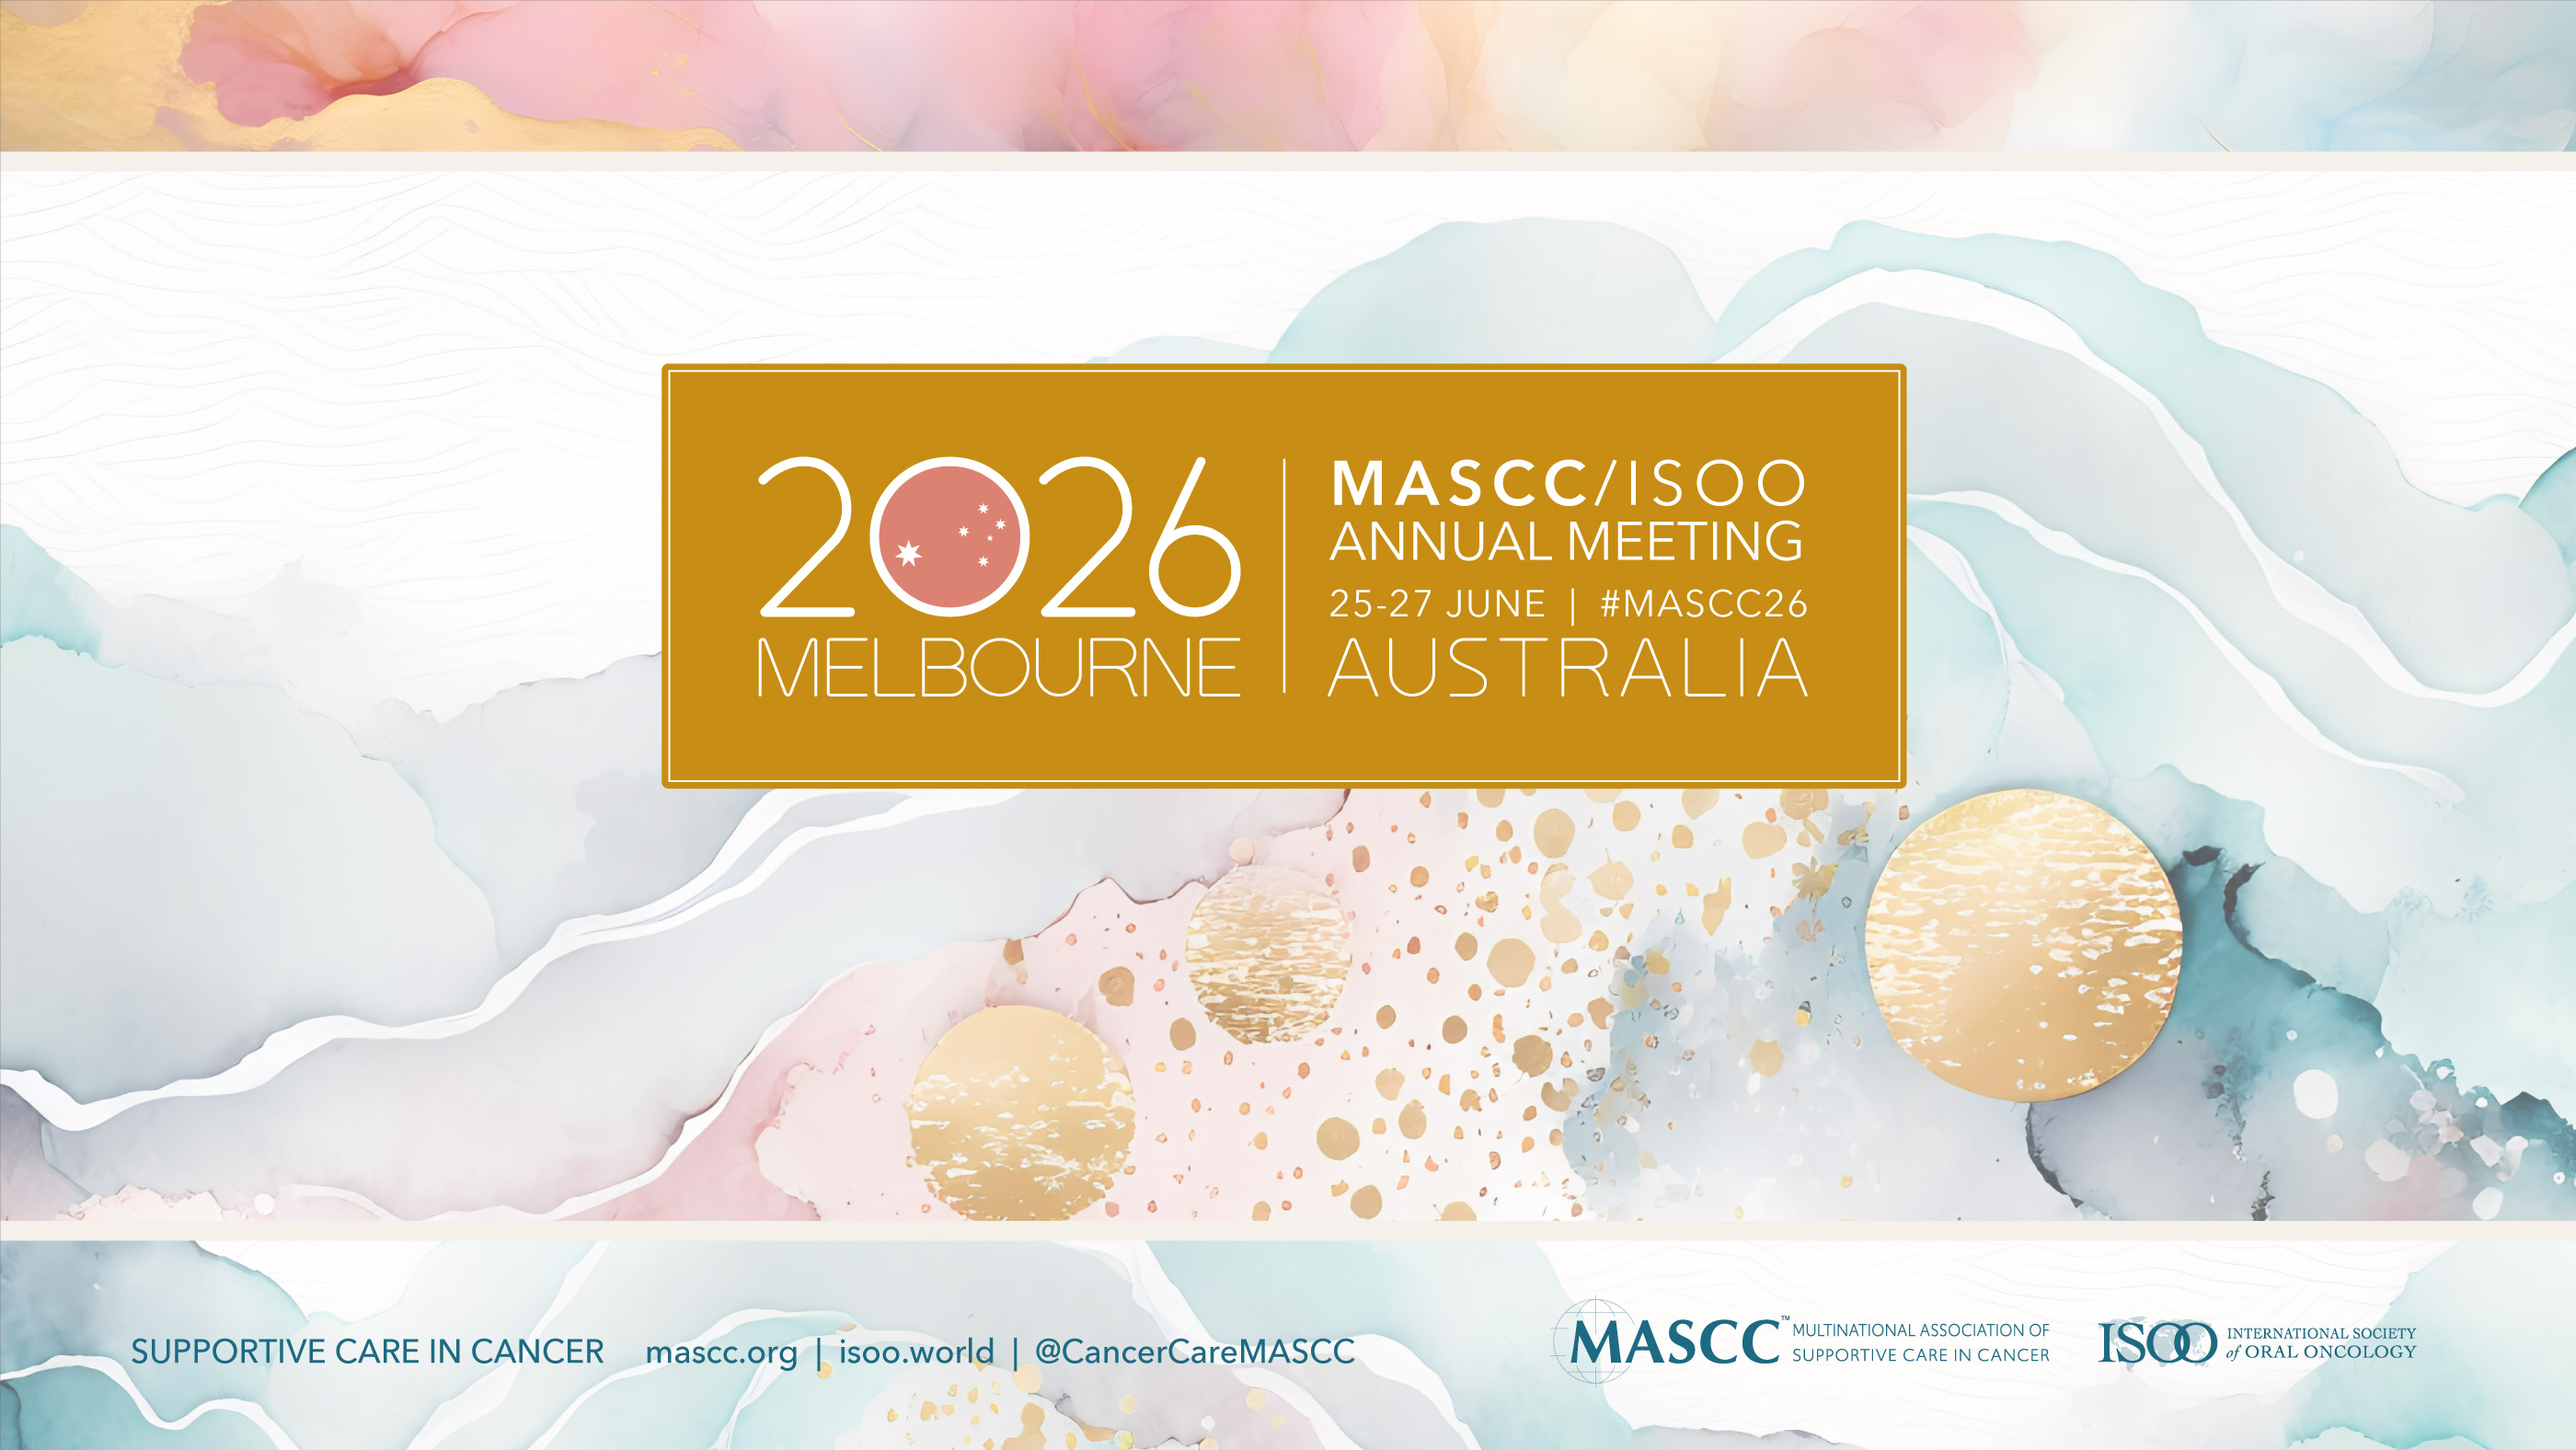 2026
MELBOURNE
MASCC/ISOO
ANNUAL MEETING
25-27 JUNE | #MASCC26
AUSTRALIA
SUPPORTIVE CARE IN CANCER mascc.org | isoo.world | @CancerCareMASCC
MASCC™
MULTINATIONAL ASSOCIATION OF
SUPPORTIVE CARE IN CANCER
ISOO
INTERNATIONAL SOCIETY
of ORAL ONCOLOGY